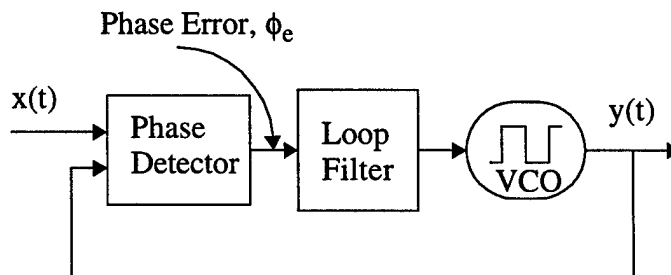 Phase Error, ϕe
x(t)
Phase
Detector
Loop
Filter
VCO
y(t)